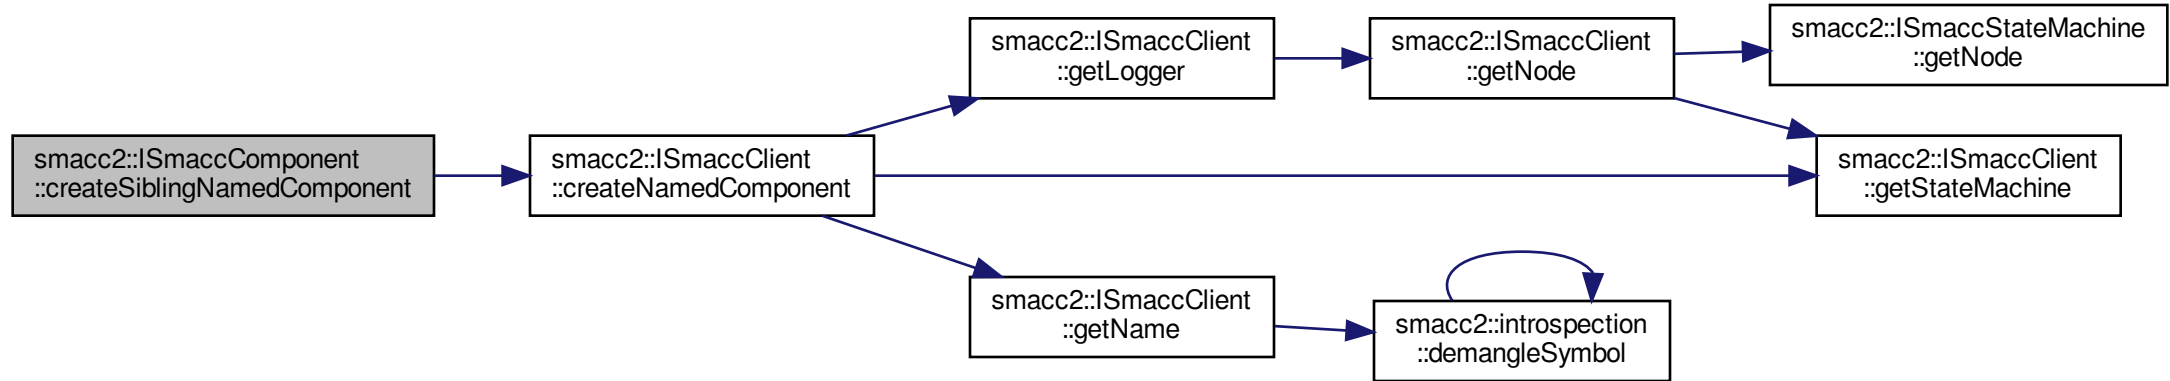 smacc2::ISmaccComponent
::createSiblingNamedComponent
smacc2::ISmaccClient
::createNamedComponent
smacc2::ISmaccClient
::getLogger
smacc2::ISmaccClient
::getNode
smacc2::ISmaccStateMachine
::getNode
smacc2::ISmaccClient
::getStateMachine
smacc2::ISmaccClient
::getName
smacc2::introspection
::demangleSymbol